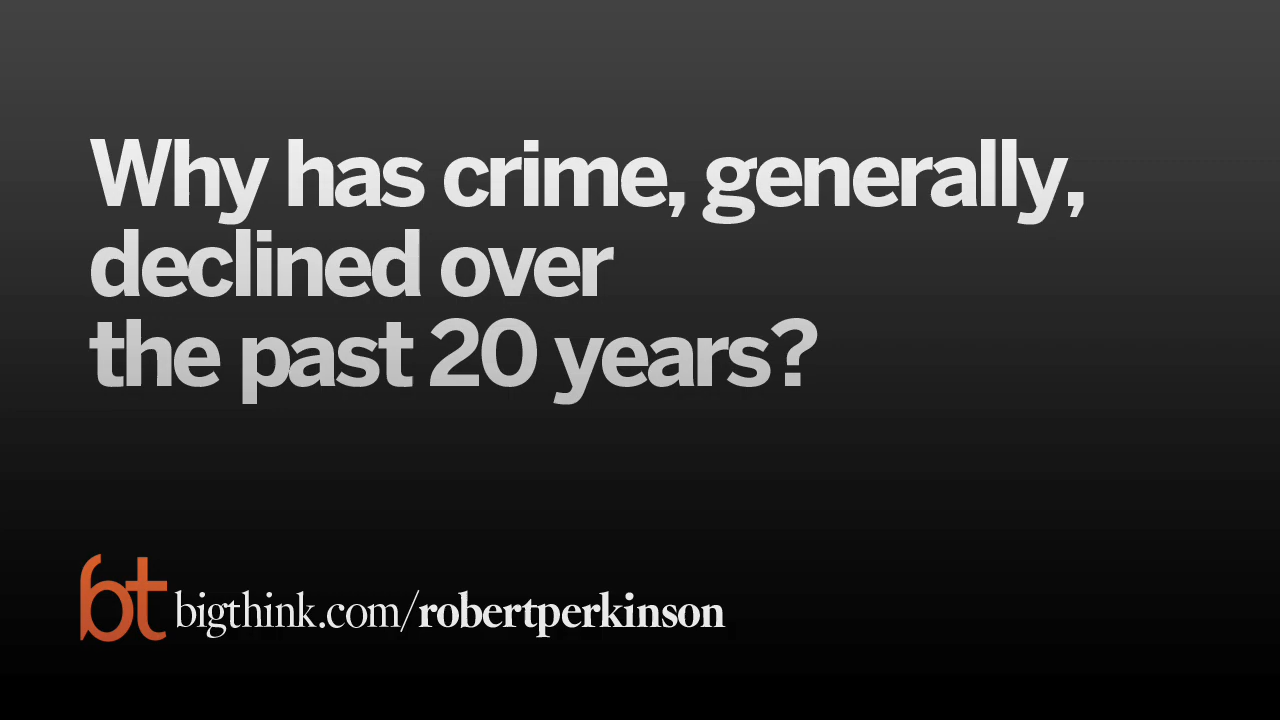 Why has crime, generally,
declined over
the past 20 years?
bt bigthink.com/robertperkinson